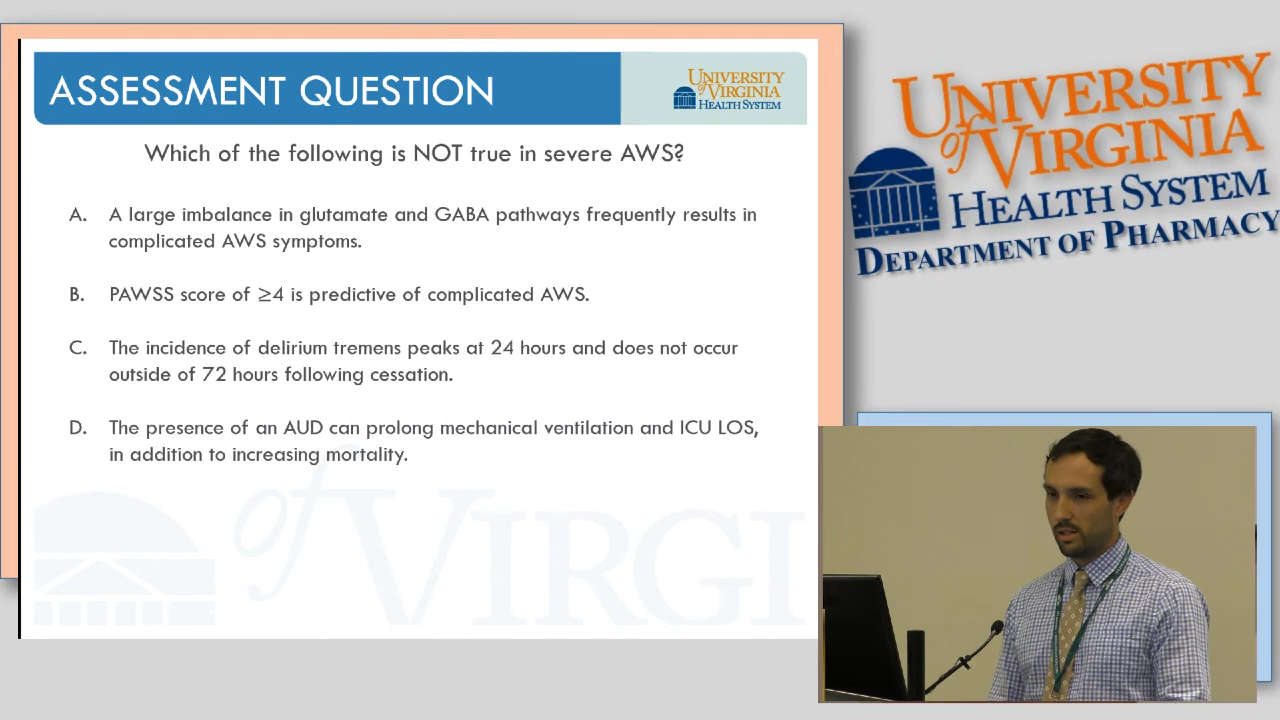 ASSESSMENT QUESTION
UNIVERSITY
of VIRGINIA
HEALTH SYSTEM
Which of the following is NOT true in severe AWS?
A. A large imbalance in glutamate and GABA pathways frequently results in
complicated AWS symptoms.
B. PAWSS score of ≥4 is predictive of complicated AWS.
C. The incidence of delirium tremens peaks at 24 hours and does not occur
outside of 72 hours following cessation.
D. The presence of an AUD can prolong mechanical ventilation and ICU LOS,
in addition to increasing mortality.
of VIRGI
UNIVERSITY
of VIRGINIA
HEALTH SYSTEM
DEPARTMENT OF PHARMACY